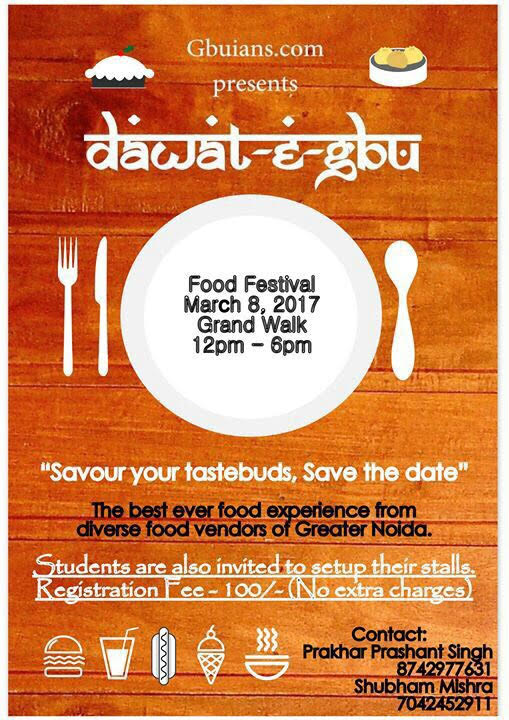 Gbuians.com
presents
dawat-e-gbu
Food Festival
March 8, 2017
Grand Walk
12pm - 6pm
"Savour your tastebuds, Save the date"
The best ever food experience from
diverse food vendors of Greater Noida.
Students are also invited to setup their stalls.
Registration Fee - 100/- (No extra charges)
Contact:
Prakhar Prashant Singh
8742977631
Shubham Mishra
7042452911